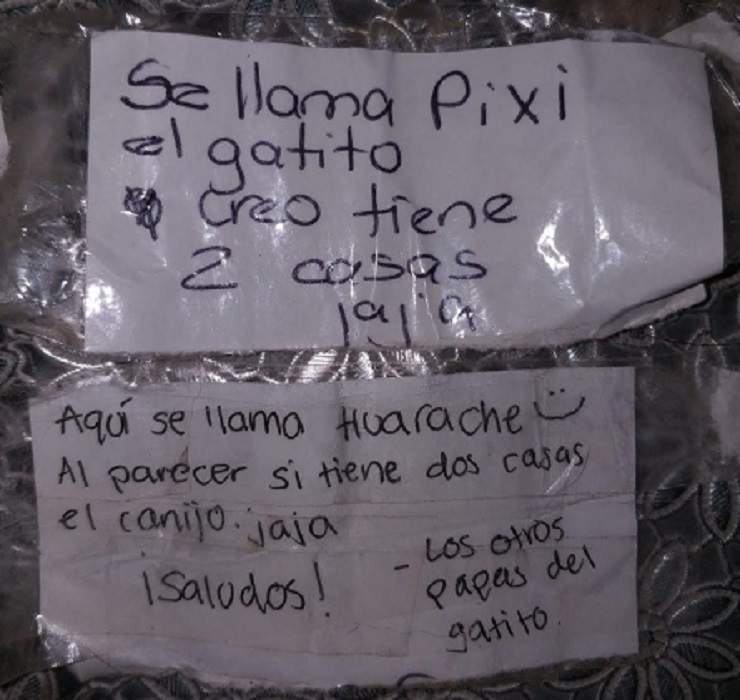 Se llama Pixi
el gatito
creo tiene
2 casas
jaja
Aquí se llama Huarache
Al parecer si tiene dos casas
el canijo. jaja
¡Saludos!
- Los otros
papas del
gatito.